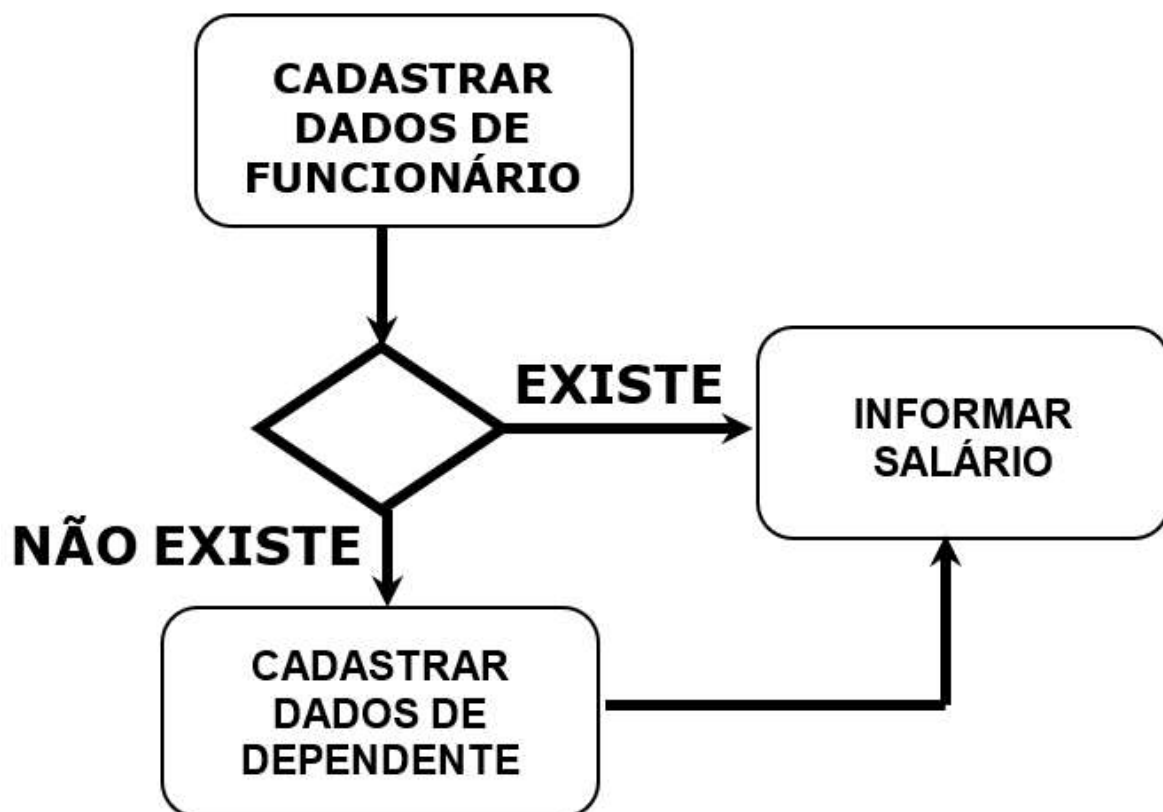 CADASTRAR
DADOS DE
FUNCIONÁRIO
EXISTE
INFORMAR
SALÁRIO
NÃO EXISTE
CADASTRAR
DADOS DE
DEPENDENTE